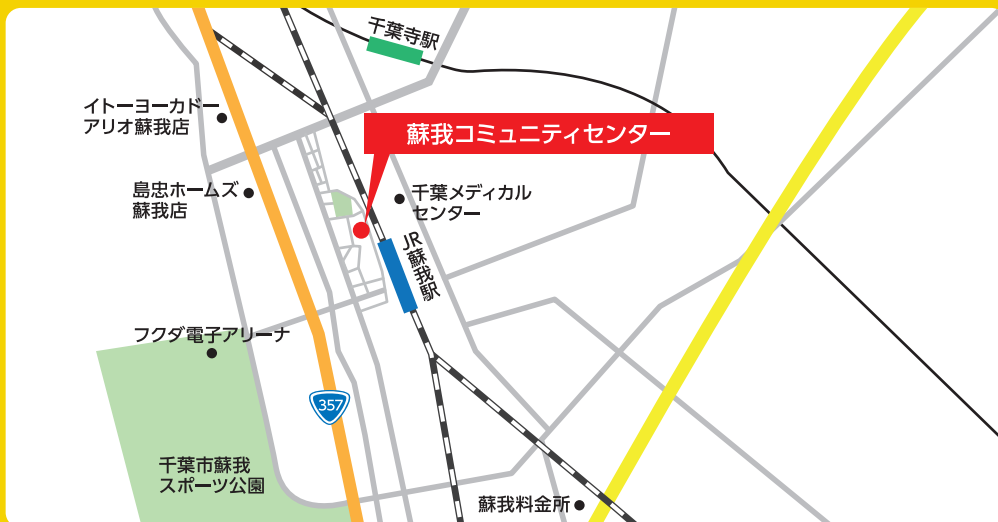 千葉寺駅
イトーヨーカドー
アリオ蘇我店
蘇我コミュニティセンター
島忠ホームズ
蘇我店
千葉メディカル
センター
JR蘇我駅
フクダ電子アリーナ
357
千葉市蘇我
スポーツ公園
蘇我料金所